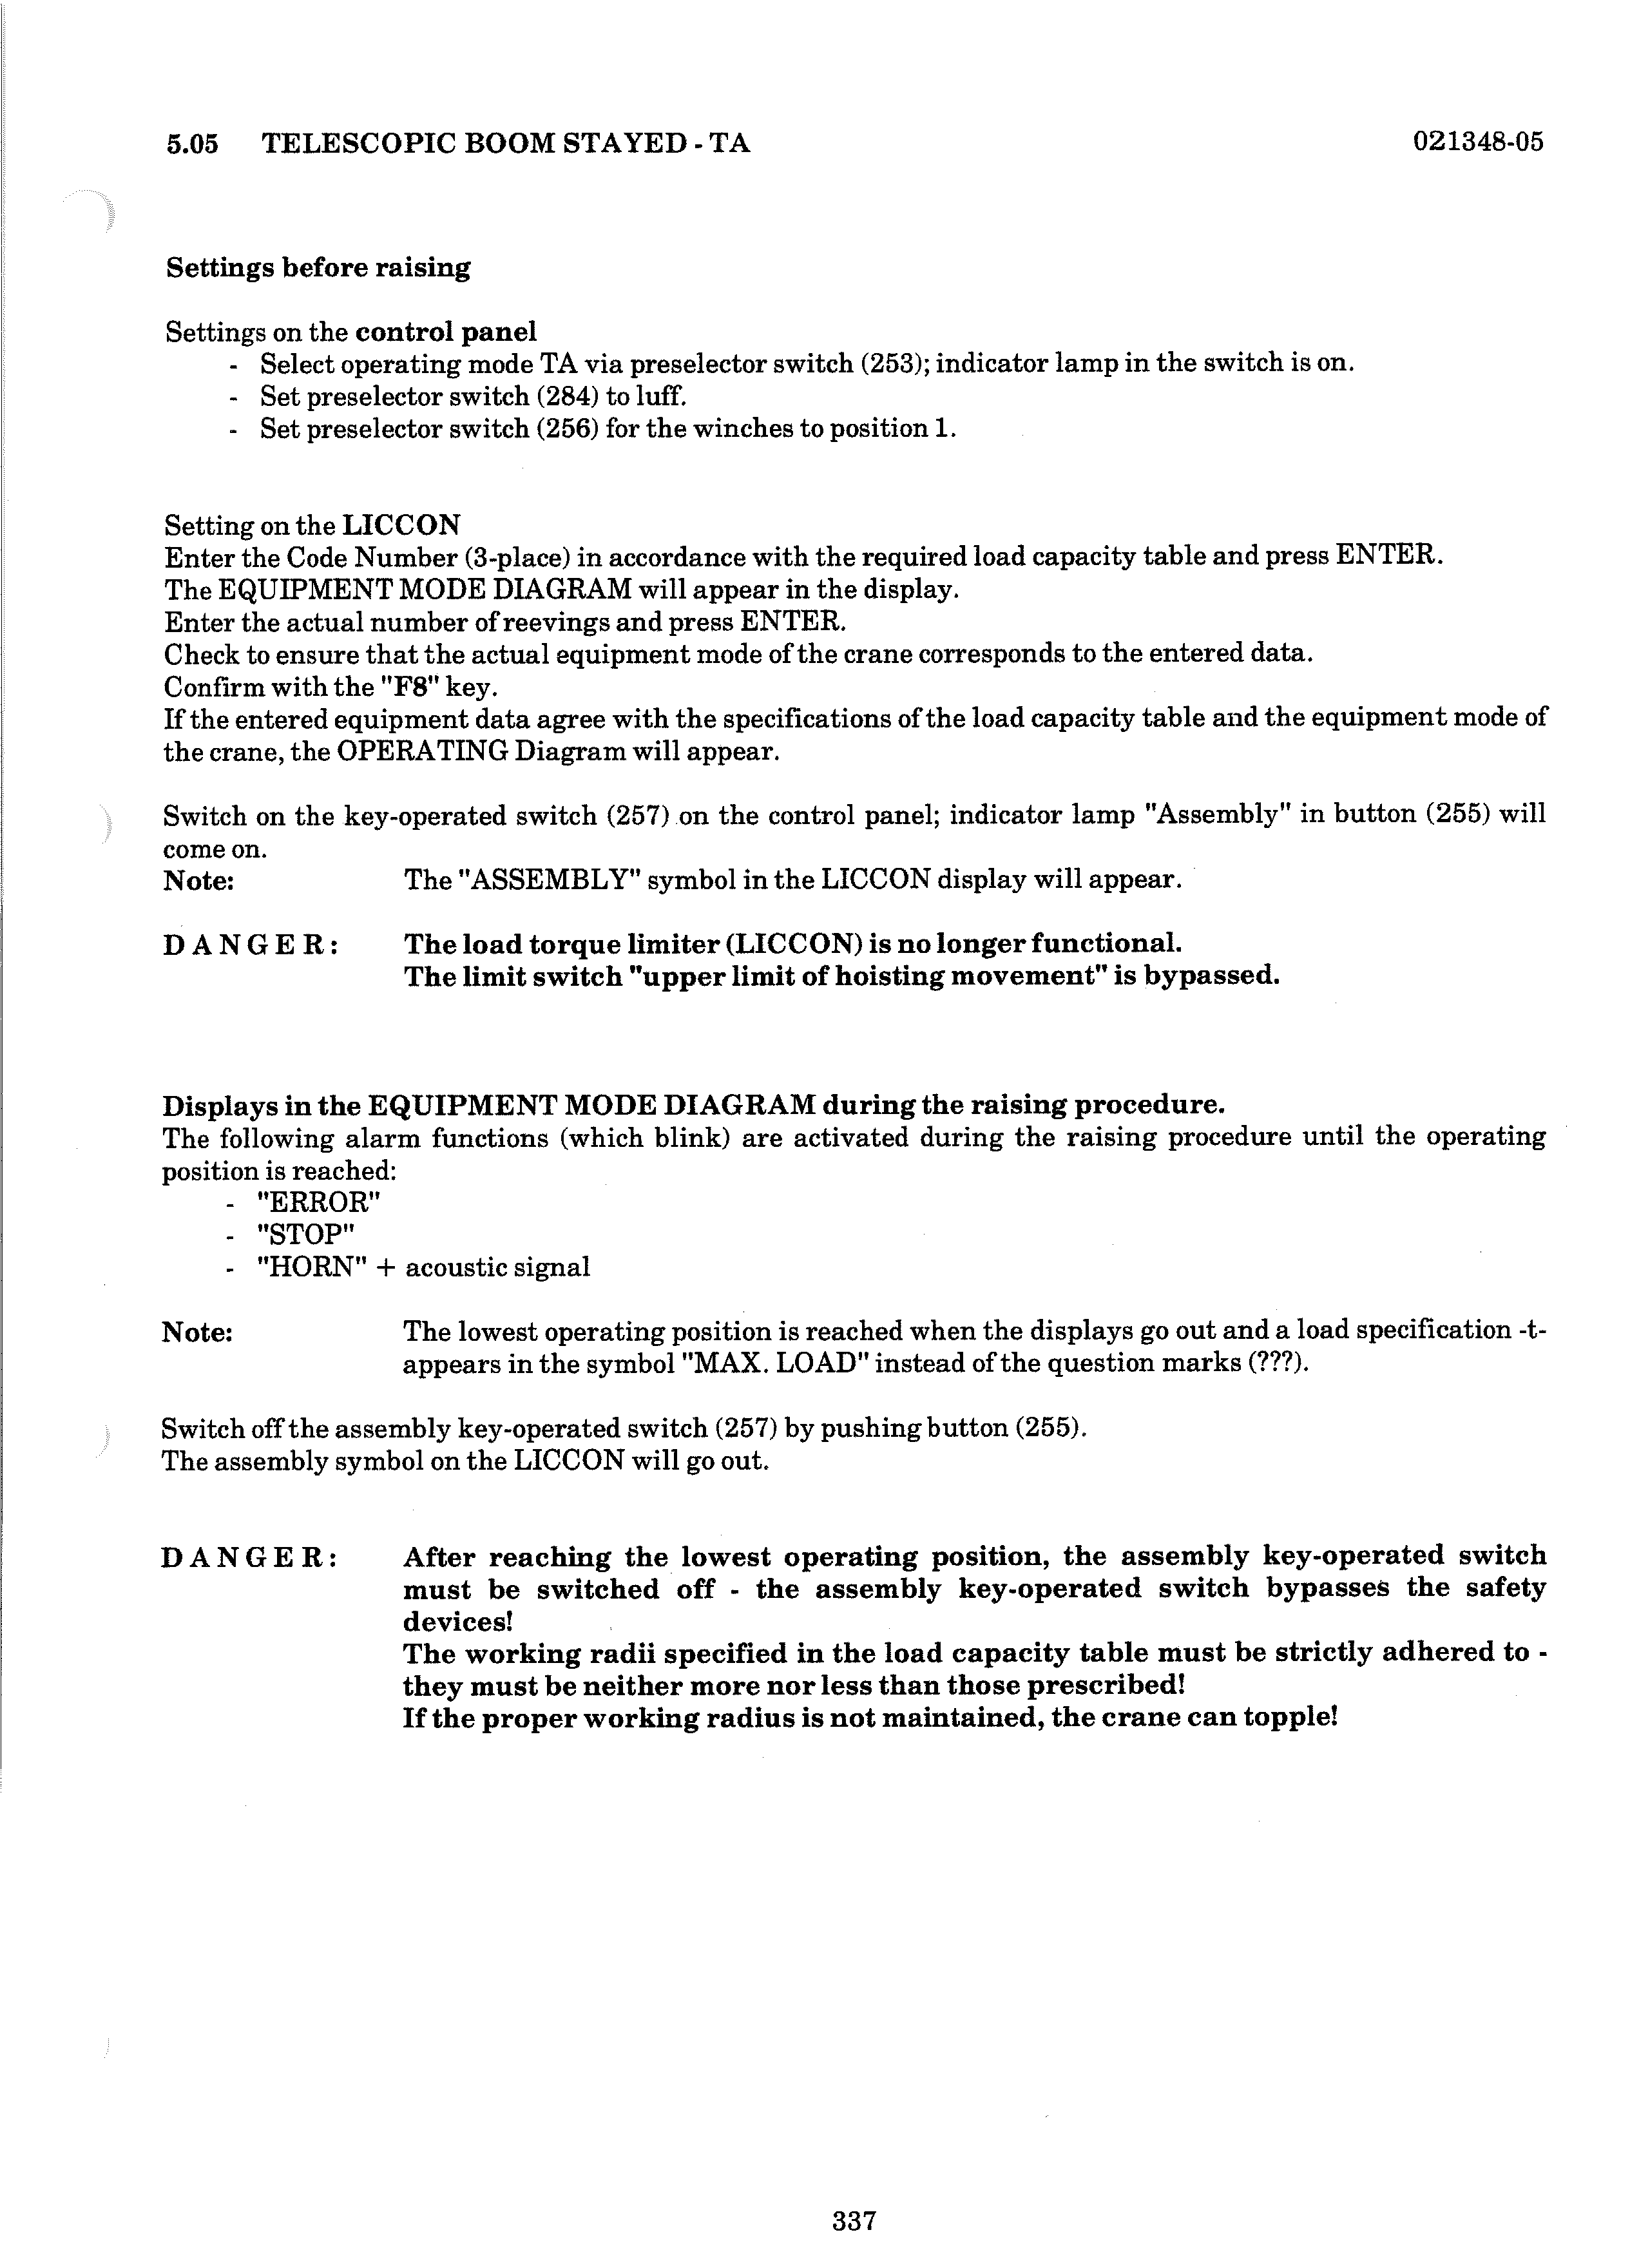 5.05 TELESCOPIC BOOM STAYED - TA 021348-05
Settings before raising
Settings on the control panel
- Select operating mode TA via preselector switch (253); indicator lamp in the switch is on.
- Set preselector switch (284) to luff.
- Set preselector switch (256) for the winches to position 1.
Setting on the LICCON
Enter the Code Number (3-place) in accordance with the required load capacity table and press ENTER.
The EQUIPMENT MODE DIAGRAM will appear in the display.
Enter the actual number of reevings and press ENTER.
Check to ensure that the actual equipment mode of the crane corresponds to the entered data.
Confirm with the "F8" key.
If the entered equipment data agree with the specifications of the load capacity table and the equipment mode of
the crane, the OPERATING Diagram will appear.
Switch on the key-operated switch (257) on the control panel; indicator lamp "Assembly" in button (255) will
come on.
Note: The "ASSEMBLY" symbol in the LICCON display will appear.
D A N G E R : The load torque limiter (LICCON) is no longer functional.
The limit switch "upper limit of hoisting movement" is bypassed.
Displays in the EQUIPMENT MODE DIAGRAM during the raising procedure.
The following alarm functions (which blink) are activated during the raising procedure until the operating
position is reached:
- "ERROR"
- "STOP"
- "HORN" + acoustic signal
Note: The lowest operating position is reached when the displays go out and a load specification -t-
appears in the symbol "MAX. LOAD" instead of the question marks (???).
Switch off the assembly key-operated switch (257) by pushing button (255).
The assembly symbol on the LICCON will go out.
D A N G E R : After reaching the lowest operating position, the assembly key-operated switch
must be switched off - the assembly key-operated switch bypasses the safety
devices!
The working radii specified in the load capacity table must be strictly adhered to -
they must be neither more nor less than those prescribed!
If the proper working radius is not maintained, the crane can topple!
337